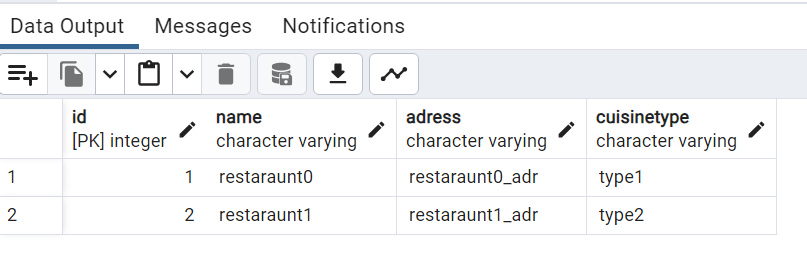 Data Output Messages Notifications
id name adress cuisinetype
[PK] integer character varying character varying character varying
1 1 restaraunt0 restaraunt0_adr type1
2 2 restaraunt1 restaraunt1_adr type2